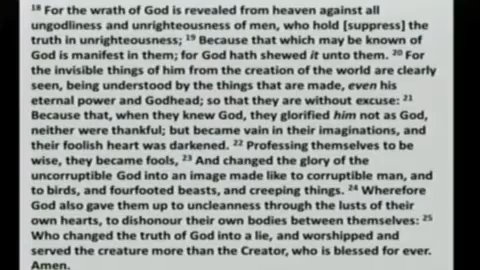 18 For the wrath of God is revealed from heaven against all
ungodliness and unrighteousness of men, who hold [suppress] the
truth in unrighteousness; 19 Because that which may be known of
God is manifest in them; for God hath shewed it unto them. 20 For
the invisible things of him from the creation of the world are clearly
seen, being understood by the things that are made, even his
eternal power and Godhead; so that they are without excuse: 21
Because that, when they knew God, they glorified him not as God,
neither were thankful; but became vain in their imaginations, and
their foolish heart was darkened. 22 Professing themselves to be
wise, they became fools, 23 And changed the glory of the
uncorruptible God into an image made like to corruptible man, and
to birds, and fourfooted beasts, and creeping things. 24 Wherefore
God also gave them up to uncleanness through the lusts of their
own hearts, to dishonour their own bodies between themselves: 25
Who changed the truth of God into a lie, and worshipped and
served the creature more than the Creator, who is blessed for ever.
Amen.